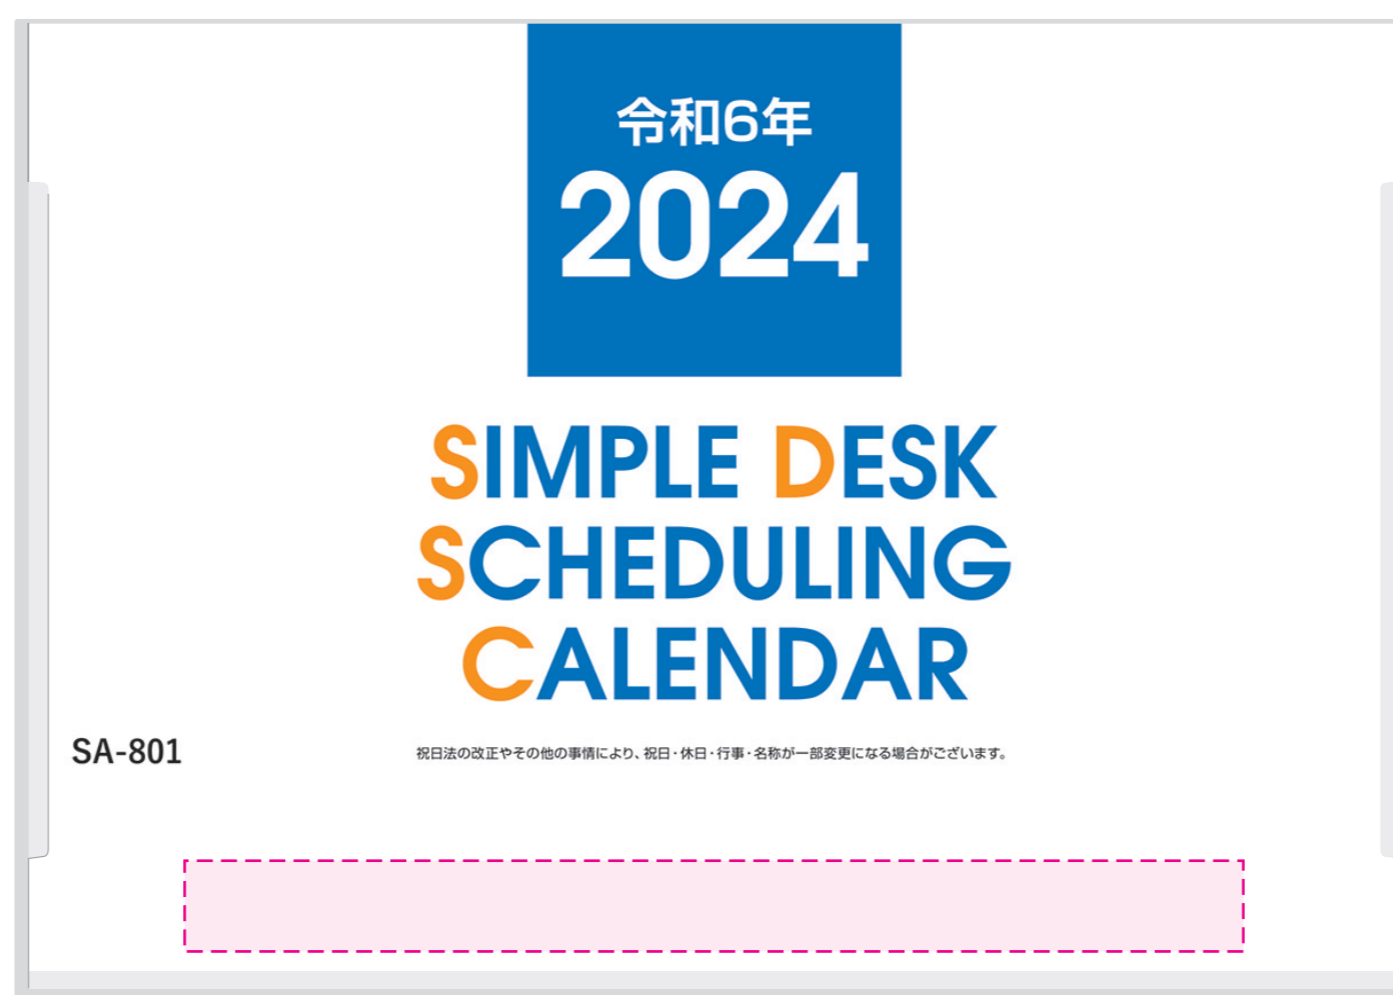 令和6年
2024
SIMPLE DESK
SCHEDULING
CALENDAR
SA-801
祝日法の改正やその他の事情により、祝日・休日・行事・名称が一部変更になる場合がございます。